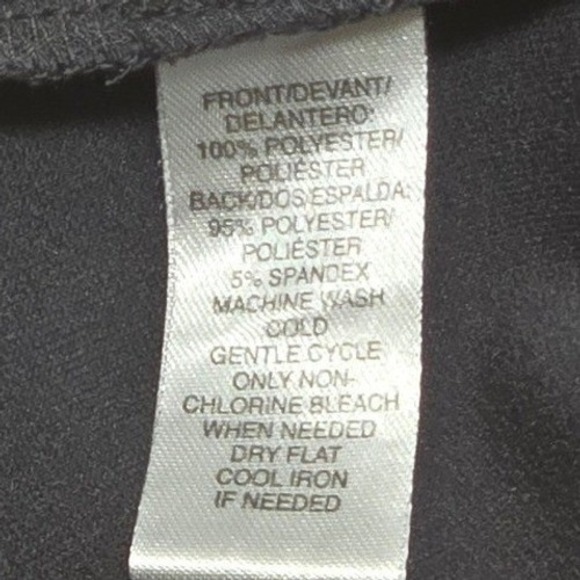 FRONT/DEVANT/
DELANTERO:
100% POLYESTER/
POLIÉSTER
BACK/DOS/ESPALDA:
95% POLYESTER/
POLIÉSTER
5% SPANDEX
MACHINE WASH
COLD
GENTLE CYCLE
ONLY NON-
CHLORINE BLEACH
WHEN NEEDED
DRY FLAT
COOL IRON
IF NEEDED